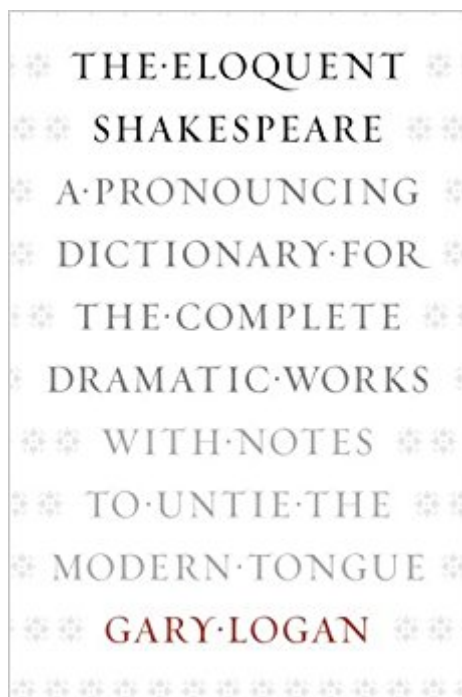 THE·ELOQUENT
SHAKESPEARE
A·PRONOUNCING
DICTIONARY·FOR
THE·COMPLETE
DRAMATIC·WORKS
WITH·NOTES
TO·UNTIE·THE
MODERN·TONGUE
GARY·LOGAN